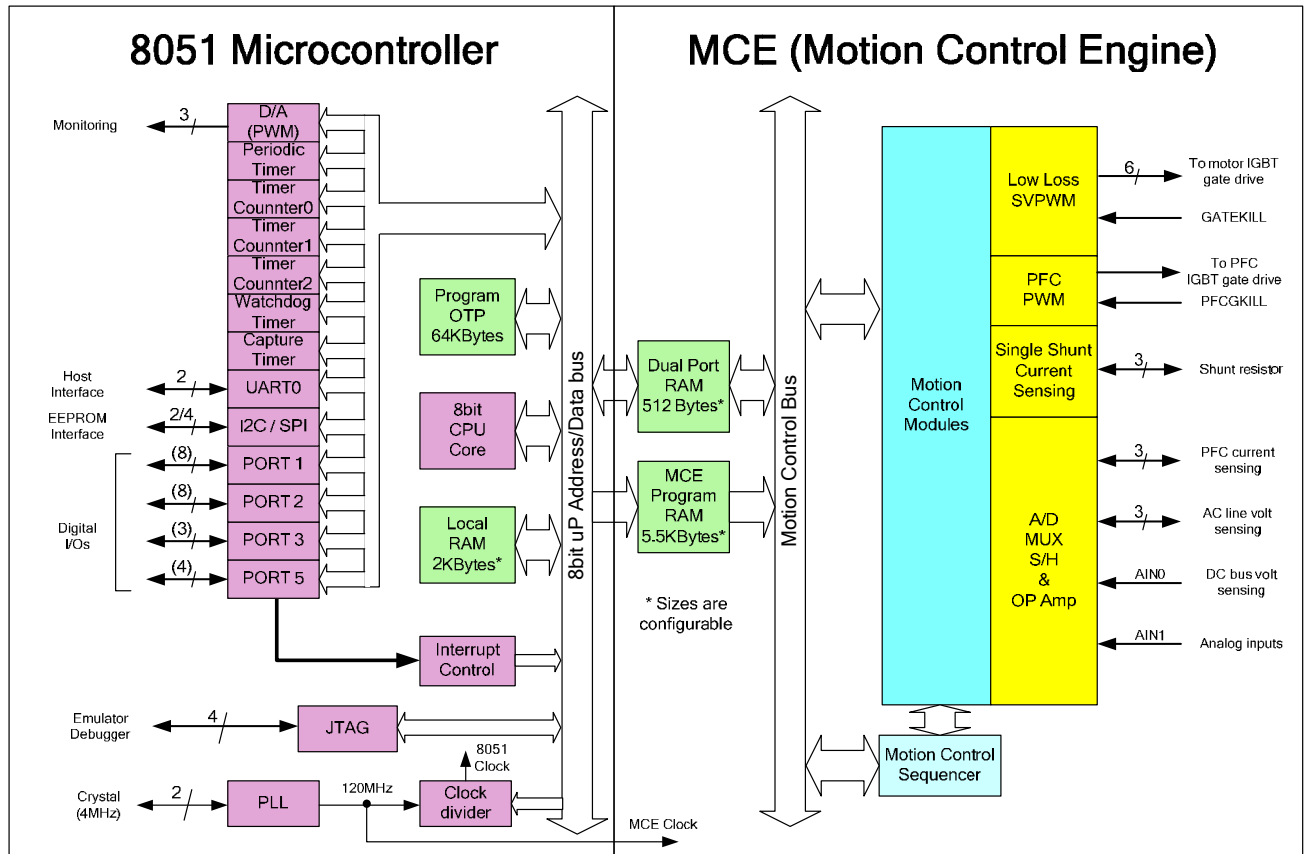 8051 Microcontroller
MCE (Motion Control Engine)
Monitoring
3
D/A
(PWM)
Periodic
Timer
Timer
Counnter0
Timer
Counnter1
Timer
Counnter2
Watchdog
Timer
Capture
Timer
Host
Interface
2
UART0
EEPROM
Interface
2/4
I2C / SPI
Digital
I/Os
(8)
PORT 1
(8)
PORT 2
(3)
PORT 3
(4)
PORT 5
Program
OTP
64KBytes
8bit
CPU
Core
Local
RAM
2KBytes*
Interrupt
Control
Emulator
Debugger
4
JTAG
8051
Clock
Crystal
(4MHz)
2
PLL
120MHz
Clock
divider
MCE Clock
8bit uP Address/Data bus
Dual Port
RAM
512 Bytes*
MCE
Program
RAM
5.5KBytes*
* Sizes are
configurable
Motion Control Bus
Motion
Control
Modules
Motion Control
Sequencer
Low Loss
SVPWM
6
To motor IGBT
gate drive
GATEKILL
PFC
PWM
To PFC
IGBT gate drive
PFCGKILL
Single Shunt
Current
Sensing
3
Shunt resistor
A/D
MUX
S/H
&
OP Amp
3
PFC current
sensing
3
AC line volt
sensing
AIN0
DC bus volt
sensing
AIN1
Analog inputs